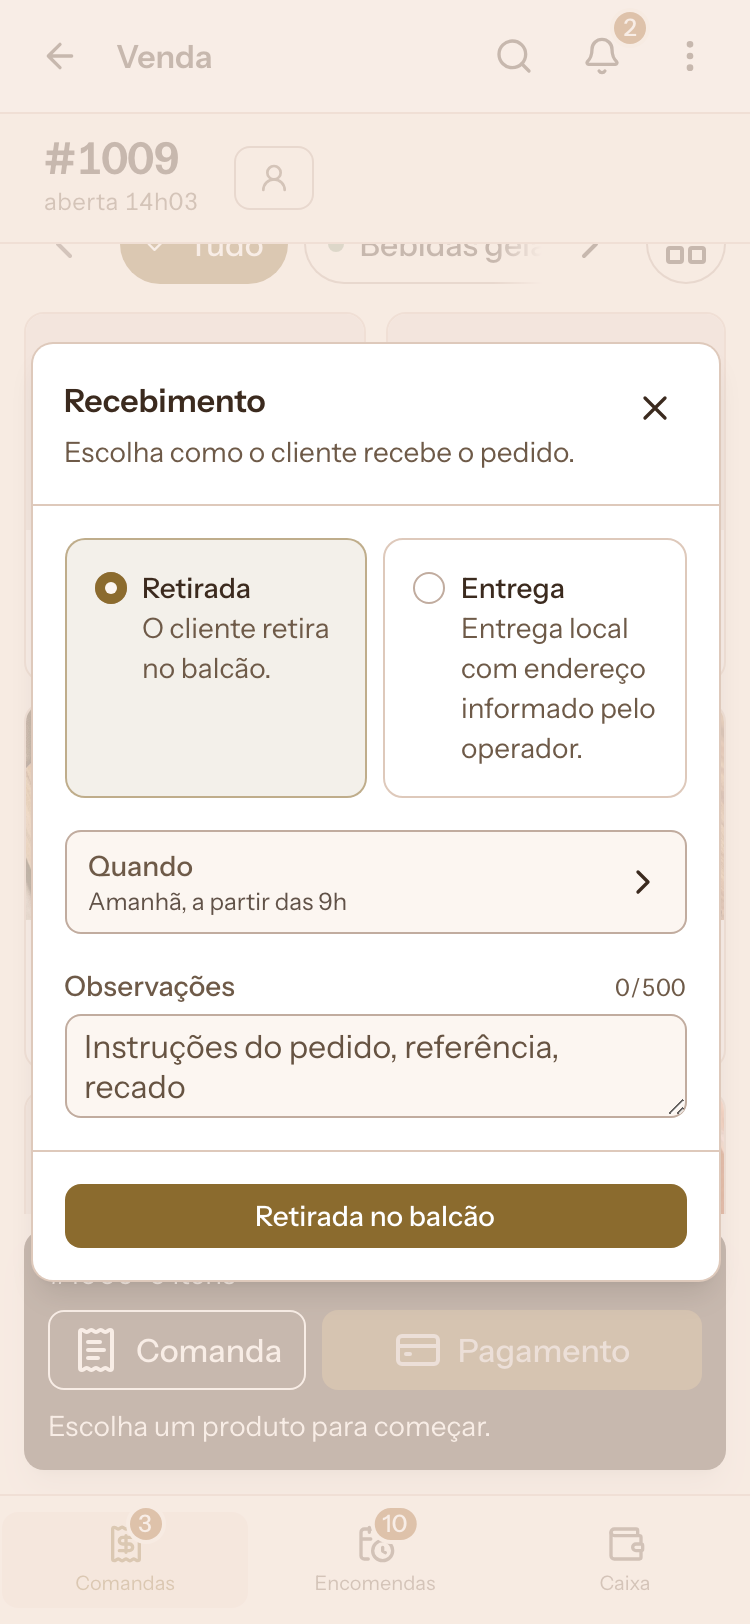 2
Venda
#1009
aberta 14h03
Tudo
Bebidas
Recebimento
Escolha como o cliente recebe o pedido.
Retirada
O cliente retira
no balcão.
Entrega
Entrega local
com endereço
informado pelo
operador.
Quando
Amanhã, a partir das 9h
Observações
0/500
Instruções do pedido, referência,
recado
Retirada no balcão
Comanda
Pagamento
Escolha um produto para começar.
3
Comandas
10
Encomendas
Caixa